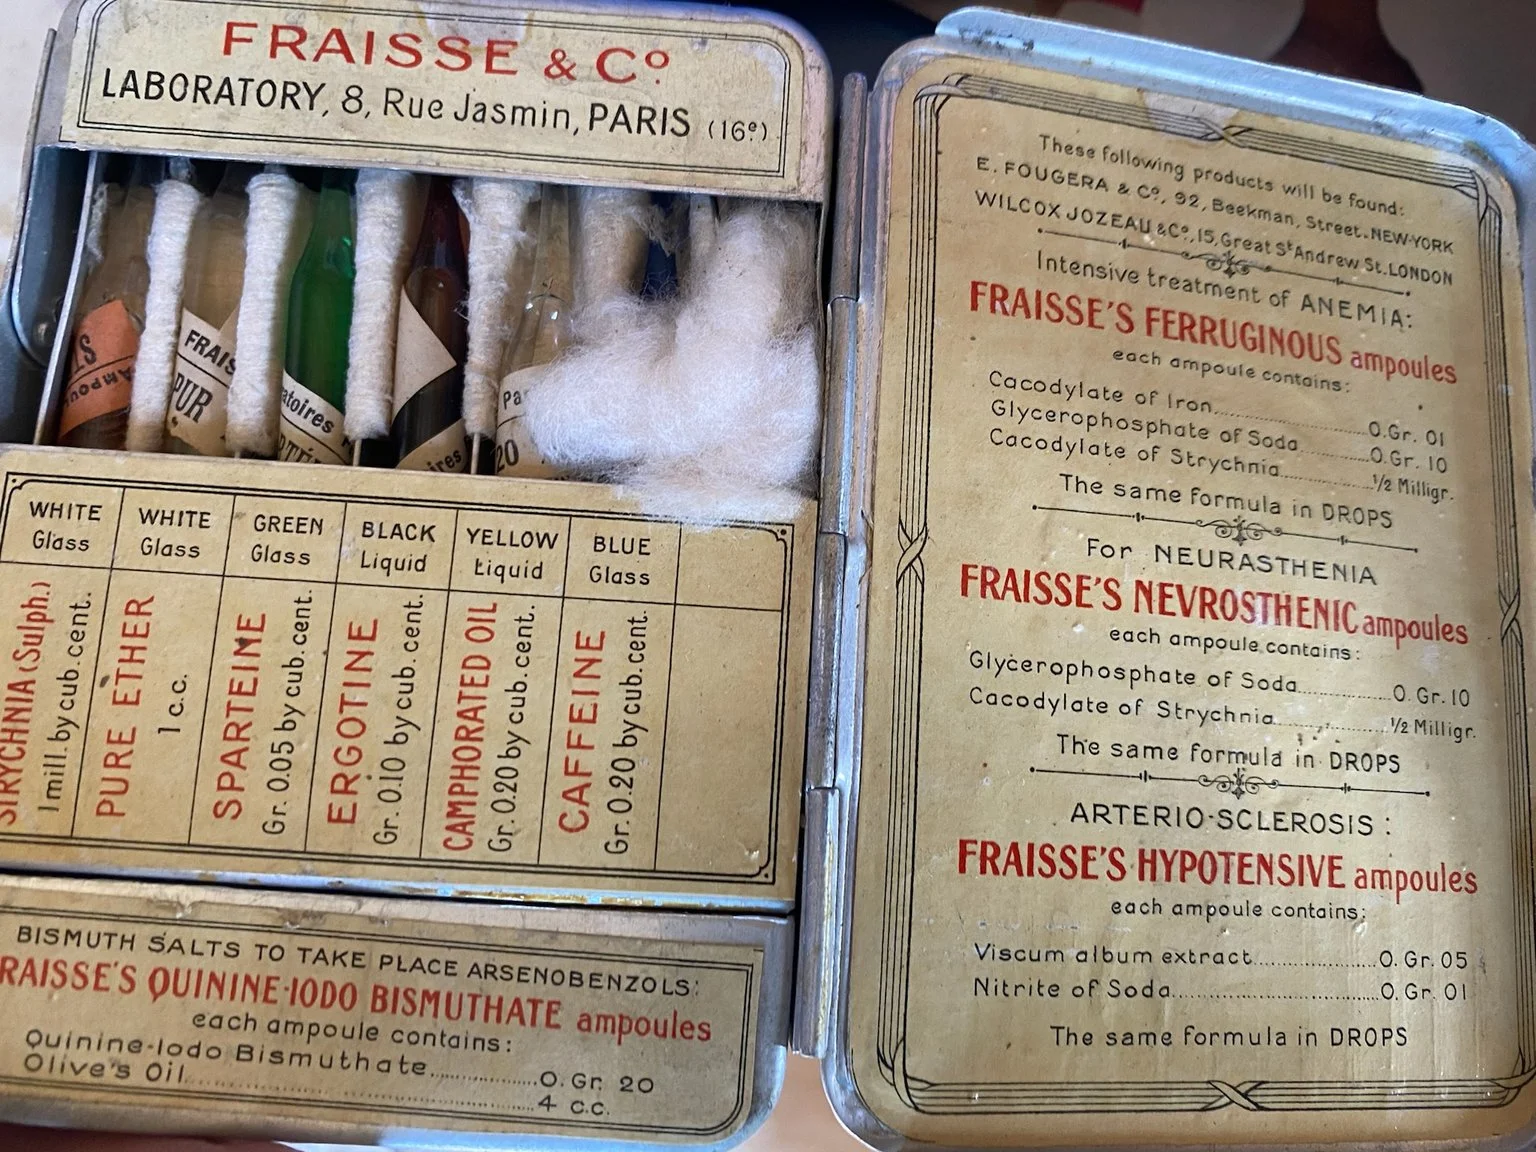 FRAISSE & Cº
LABORATORY, 8, Rue Jasmin, PARIS (16e)
FRAIS
PUR
atoires
Pa
20
ires
WHITE Glass
WHITE Glass
GREEN Glass
BLACK Liquid
YELLOW Liquid
BLUE Glass
STRYCHNIA (Sulph.)
1 mill. by cub. cent.
PURE ETHER
1 c.c.
SPARTEINE
Gr. 0.05 by cub. cent.
ERGOTINE
Gr. 0.10 by cub. cent.
CAMPHORATED OIL
Gr. 0.20 by cub. cent.
CAFFEINE
Gr. 0.20 by cub. cent.
BISMUTH SALTS TO TAKE PLACE ARSENOBENZOLS:
RAISSE'S QUININE-IODO BISMUTHATE ampoules
each ampoule contains:
Quinine-Iodo Bismuthate..........0. Gr. 20
Olive's Oil..........4 c.c.
These following products will be found:
E. FOUGERA & Cº, 92, Beekman, Street. NEW-YORK
WILCOX JOZEAU & Cº, 15, Great St Andrew St. LONDON
Intensive treatment of ANEMIA:
FRAISSE'S FERRUGINOUS ampoules
each ampoule contains:
Cacodylate of Iron..........0. Gr. 01
Glycerophosphate of Soda..........0. Gr. 10
Cacodylate of Strychnia..........1/2 Milligr.
The same formula in DROPS
For NEURASTHENIA
FRAISSE'S NEVROSTHENIC ampoules
each ampoule contains:
Glycerophosphate of Soda..........0. Gr. 10
Cacodylate of Strychnia..........1/2 Milligr.
The same formula in DROPS
ARTERIO-SCLEROSIS:
FRAISSE'S HYPOTENSIVE ampoules
each ampoule contains:
Viscum album extract..........0. Gr. 05
Nitrite of Soda..........0. Gr. 01
The same formula in DROPS